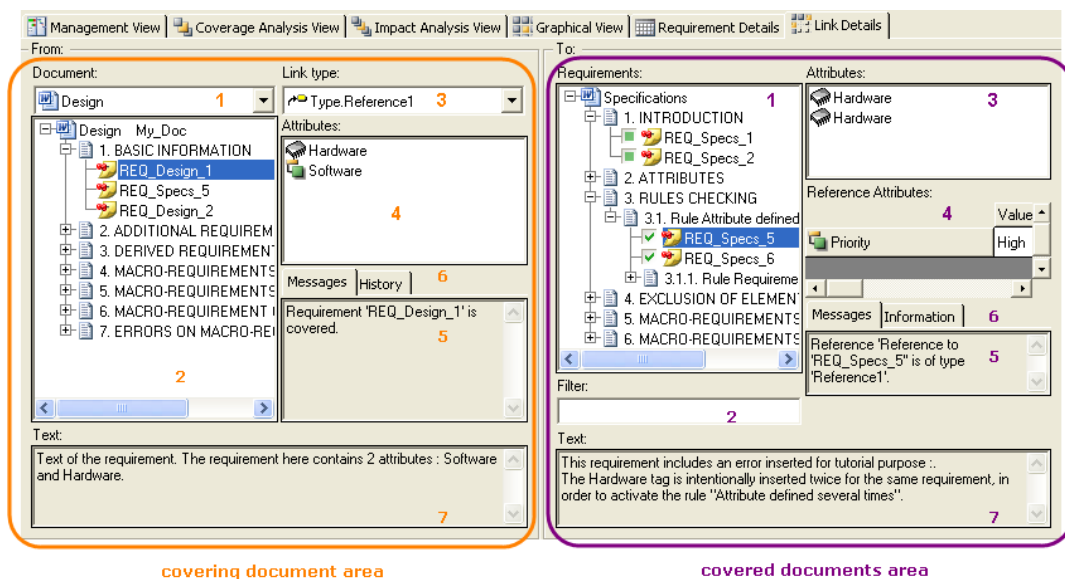 Management View Coverage Analysis View Impact Analysis View Graphical View Requirement Details Link Details
From:
Document:
Link type:
Design 1
Type.Reference1 3
Design My_Doc
1. BASIC INFORMATION
REQ_Design_1
REQ_Specs_5
REQ_Design_2
2. ADDITIONAL REQUIREM
3. DERIVED REQUIREMENT
4. MACRO-REQUIREMENTS
5. MACRO-REQUIREMENTS
6. MACRO-REQUIREMENT
7. ERRORS ON MACRO-RE
2
Attributes:
Hardware
Software
4
Messages History 6
Requirement 'REQ_Design_1' is
covered.
5
Text:
Text of the requirement. The requirement here contains 2 attributes : Software
and Hardware.
7
covering document area
To:
Requirements:
Specifications 1
1. INTRODUCTION
REQ_Specs_1
REQ_Specs_2
2. ATTRIBUTES
3. RULES CHECKING
3.1. Rule Attribute defined
REQ_Specs_5
REQ_Specs_6
3.1.1. Rule Requireme
4. EXCLUSION OF ELEMEN
5. MACRO-REQUIREMENTS
6. MACRO-REQUIREMENTS
Filter:
2
Attributes:
Hardware 3
Hardware
Reference Attributes:
4 Value
Priority High
Messages Information 6
Reference 'Reference to
'REQ_Specs_5'' is of type
'Reference1'.
5
Text:
This requirement includes an error inserted for tutorial purpose :.
The Hardware tag is intentionally inserted twice for the same requirement, in
order to activate the rule "Attribute defined several times".
7
covered documents area